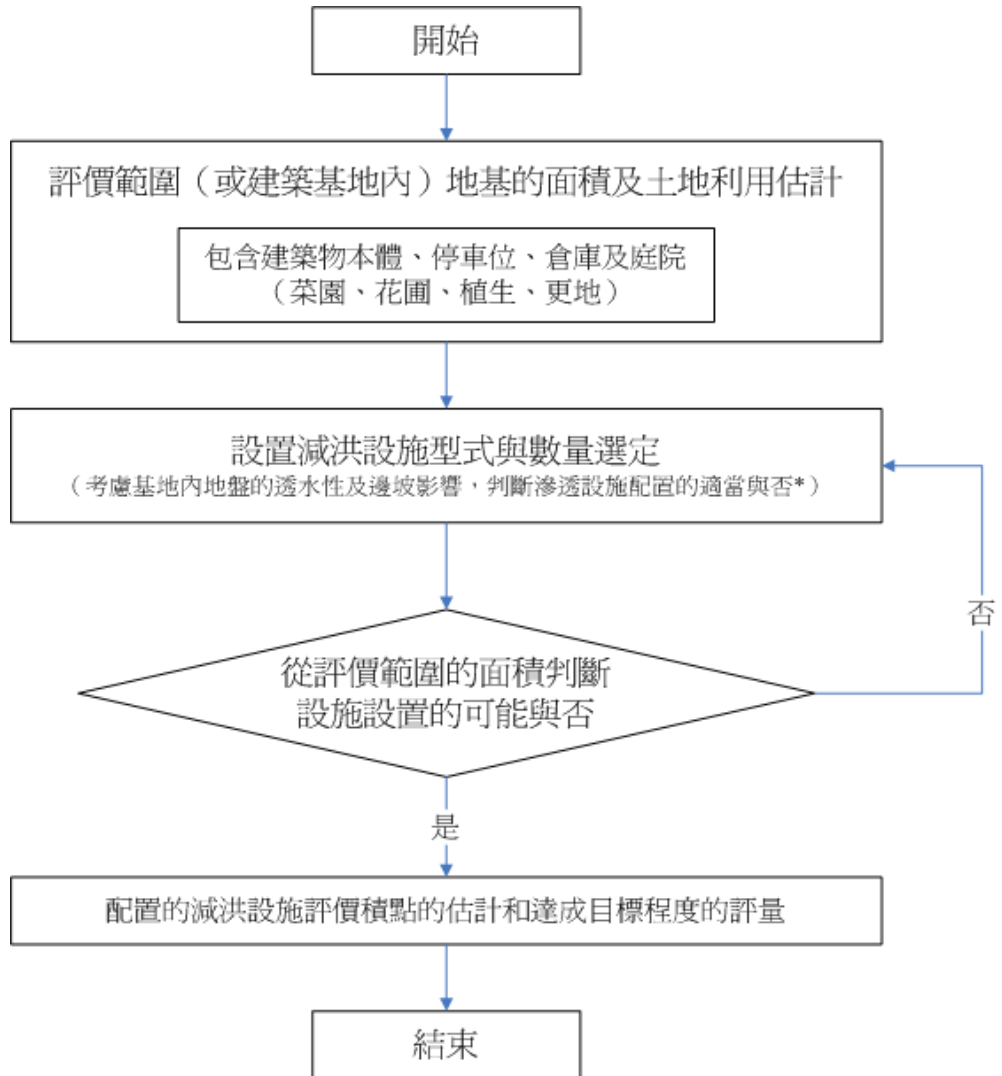 開始
評價範圍（或建築基地內）地基的面積及土地利用估計
包含建築物本體、停車位、倉庫及庭院
（菜園、花圃、植生、更地）
設置減洪設施型式與數量選定
（考慮基地內地盤的透水性及邊坡影響，判斷滲透設施配置的適當與否*）
否
從評價範圍的面積判斷
設施設置的可能與否
是
配置的減洪設施評價積點的估計和達成目標程度的評量
結束